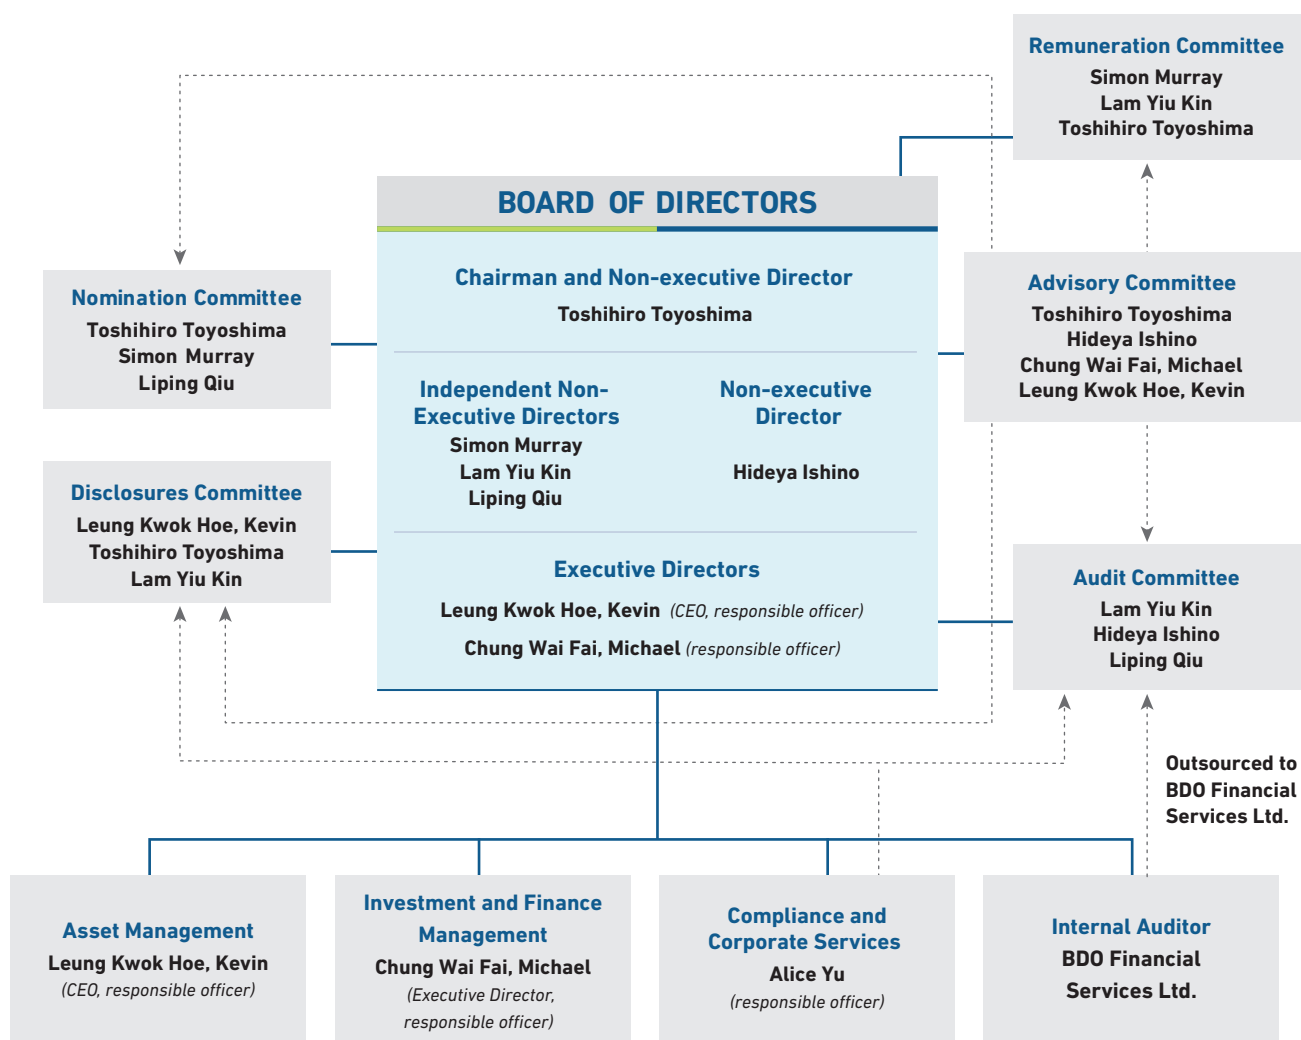 Remuneration Committee
Simon Murray
Lam Yiu Kin
Toshihiro Toyoshima
BOARD OF DIRECTORS
Chairman and Non-executive Director
Toshihiro Toyoshima
Independent Non-
Executive Directors
Simon Murray
Lam Yiu Kin
Liping Qiu
Non-executive
Director
Hideya Ishino
Executive Directors
Leung Kwok Hoe, Kevin (CEO, responsible officer)
Chung Wai Fai, Michael (responsible officer)
Nomination Committee
Toshihiro Toyoshima
Simon Murray
Liping Qiu
Disclosures Committee
Leung Kwok Hoe, Kevin
Toshihiro Toyoshima
Lam Yiu Kin
Advisory Committee
Toshihiro Toyoshima
Hideya Ishino
Chung Wai Fai, Michael
Leung Kwok Hoe, Kevin
Audit Committee
Lam Yiu Kin
Hideya Ishino
Liping Qiu
Outsourced to
BDO Financial
Services Ltd.
Asset Management
Leung Kwok Hoe, Kevin
(CEO, responsible officer)
Investment and Finance
Management
Chung Wai Fai, Michael
(Executive Director,
responsible officer)
Compliance and
Corporate Services
Alice Yu
(responsible officer)
Internal Auditor
BDO Financial
Services Ltd.